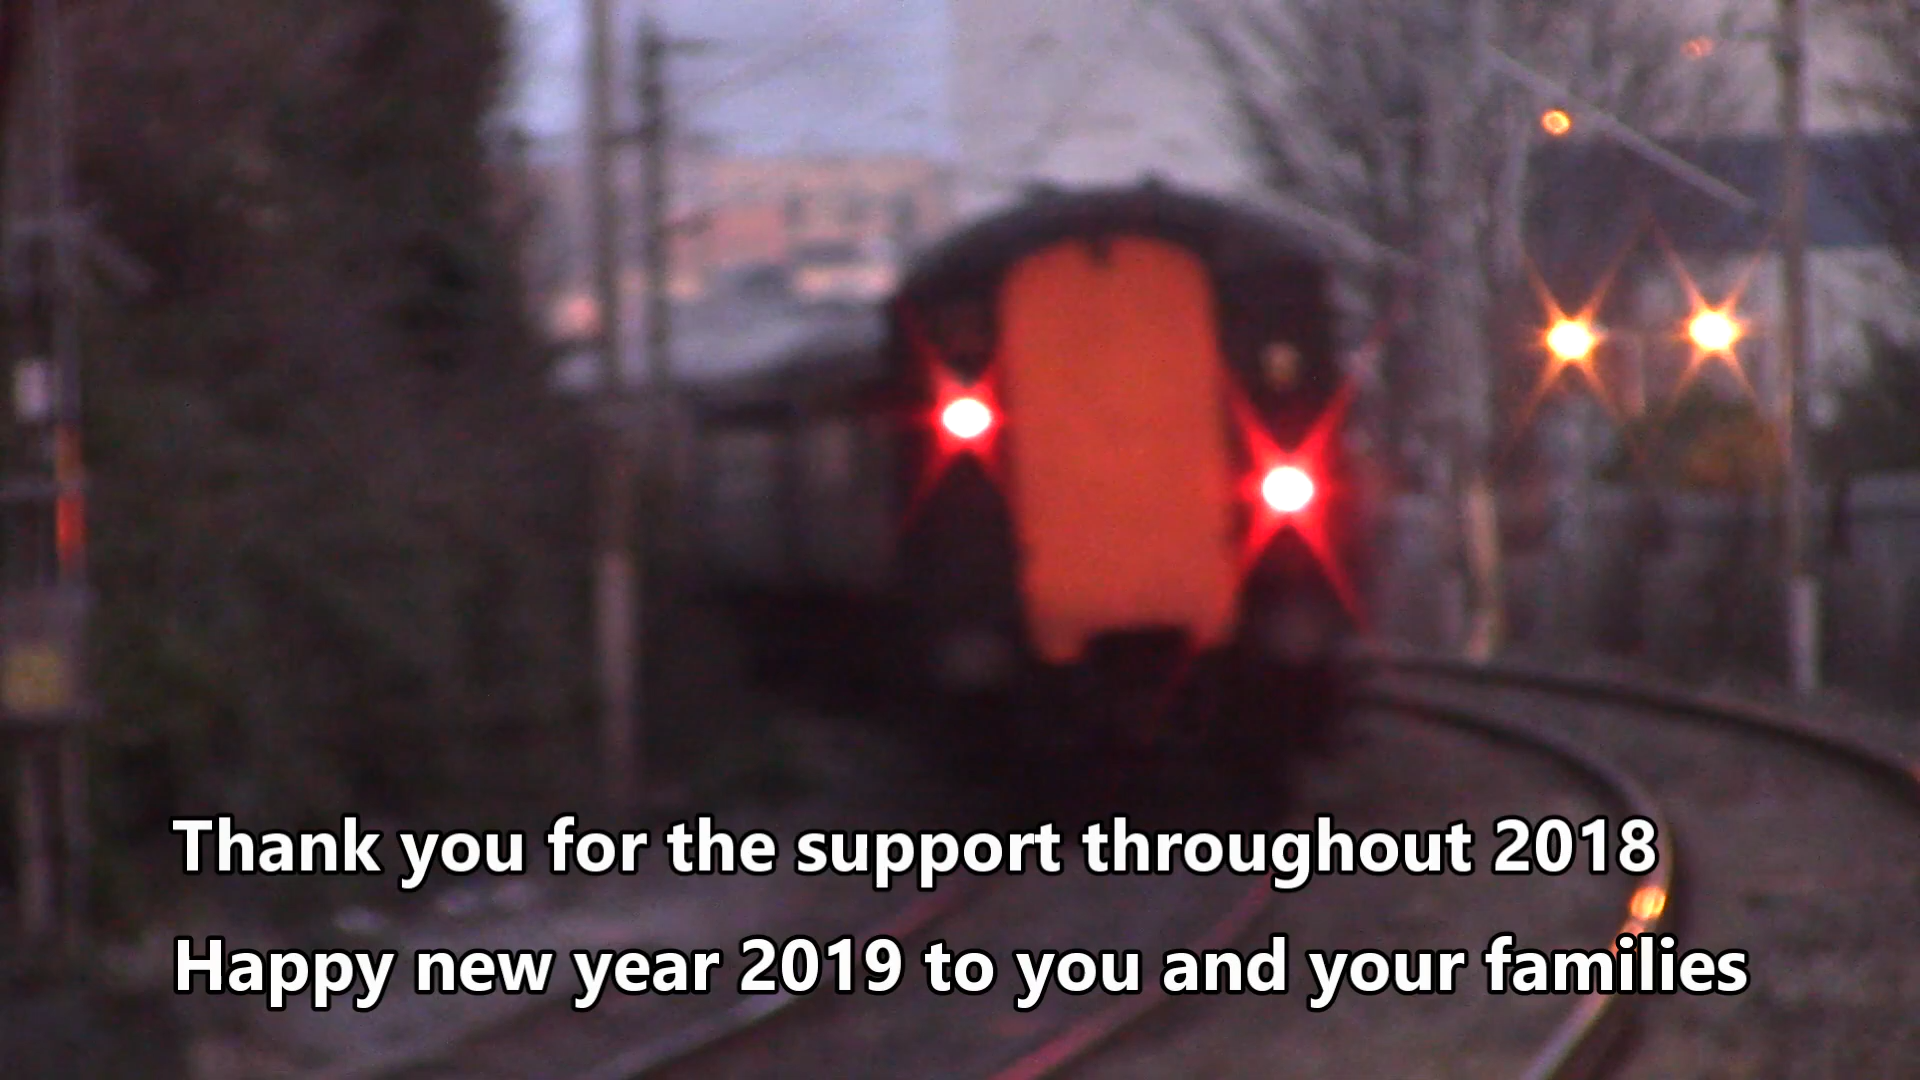 Thank you for the support throughout 2018
Happy new year 2019 to you and your families